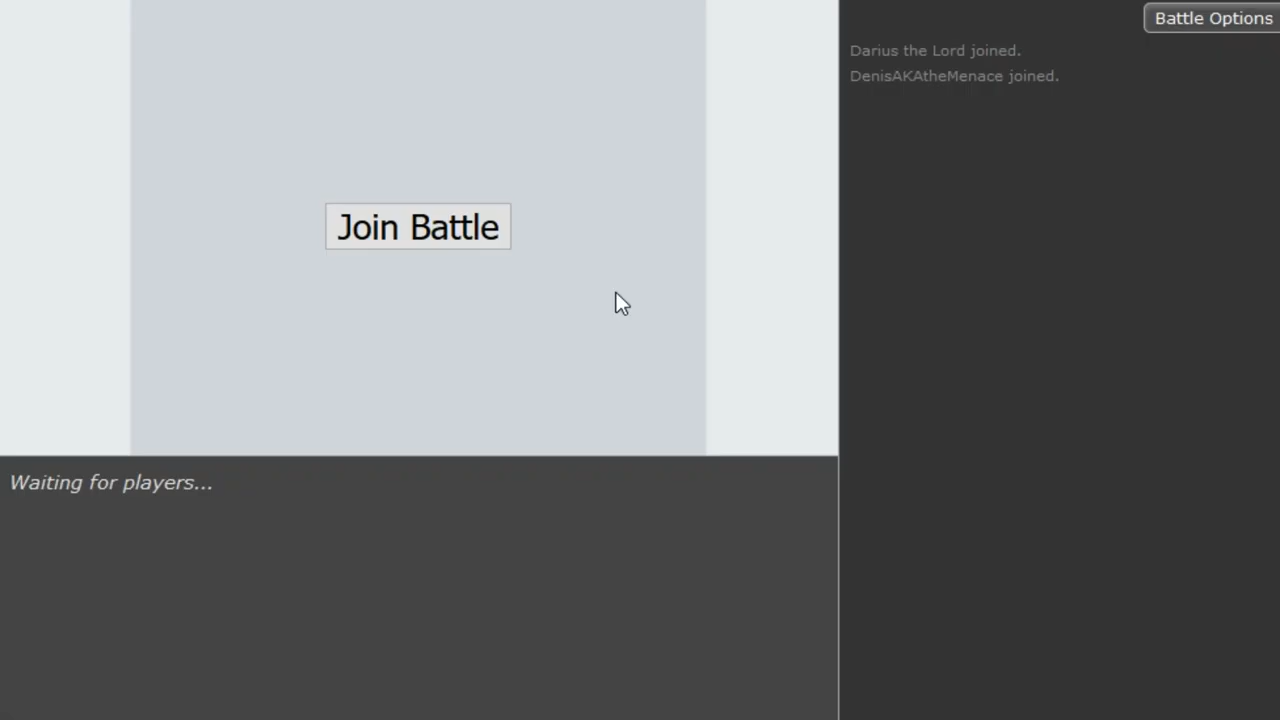 Battle Options
Darius the Lord joined.
DenisAKAtheMenace joined.
Join Battle
Waiting for players...